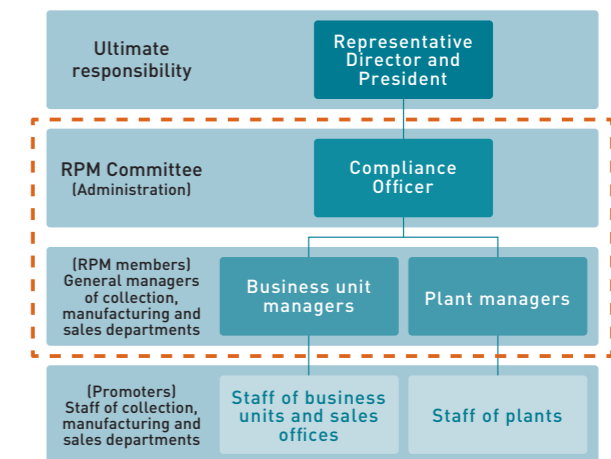 Ultimate
responsibility
Representative
Director and
President
RPM Committee
(Administration)
Compliance
Officer
(RPM members)
General managers
of collection,
manufacturing and
sales departments
Business unit
managers
Plant managers
(Promoters)
Staff of collection,
manufacturing and
sales departments
Staff of business
units and sales
offices
Staff of plants